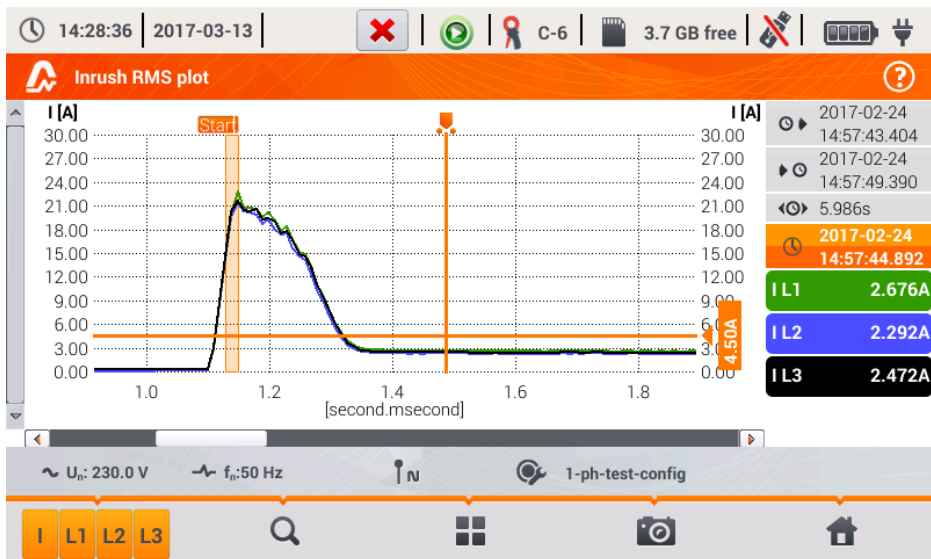 14:28:36 2017-03-13 C-6 3.7 GB free
Inrush RMS plot ?
I [A] I [A]
Start
30.00 30.00
27.00 27.00
24.00 24.00
21.00 21.00
18.00 18.00
15.00 15.00
12.00 12.00
9.00 9.00
6.00 6.00
3.00 3.00
0.00 0.00
4.50A
1.0 1.2 1.4 1.6 1.8
[second.msecond]
2017-02-24
14:57:43.404
2017-02-24
14:57:49.390
5.986s
2017-02-24
14:57:44.892
I L1 2.676A
I L2 2.292A
I L3 2.472A
Un: 230.0 V fn:50 Hz N 1-ph-test-config
I L1 L2 L3